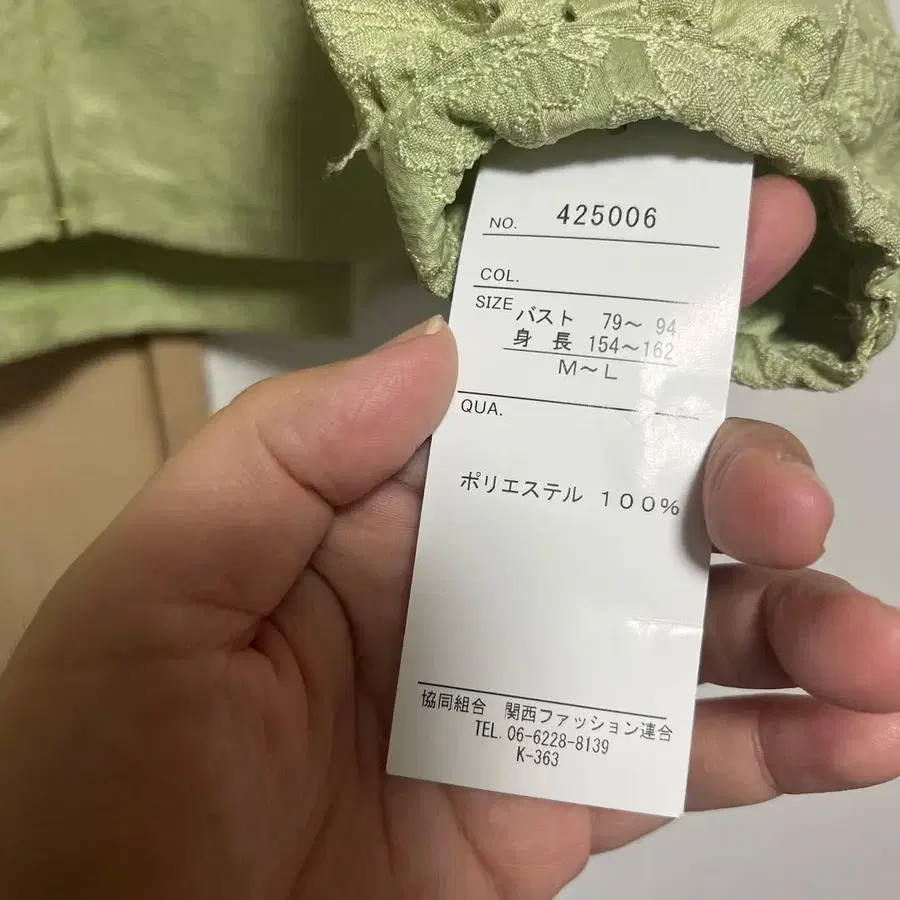 NO. 425006
COL.
SIZE バスト 79～ 94
身 長 154～162
M～L
QUA.
ポリエステル 100%
協同組合 関西ファッション連合
TEL. 06-6228-8139
K-363